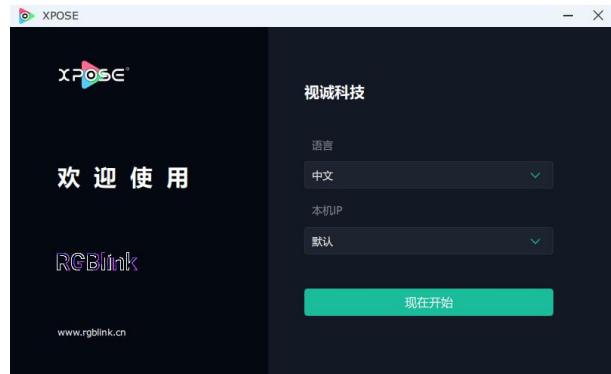 XPOSE
XPOSE
欢迎使用
RGBlink
www.rgblink.cn
视诚科技
语言
中文
本机IP
默认
现在开始